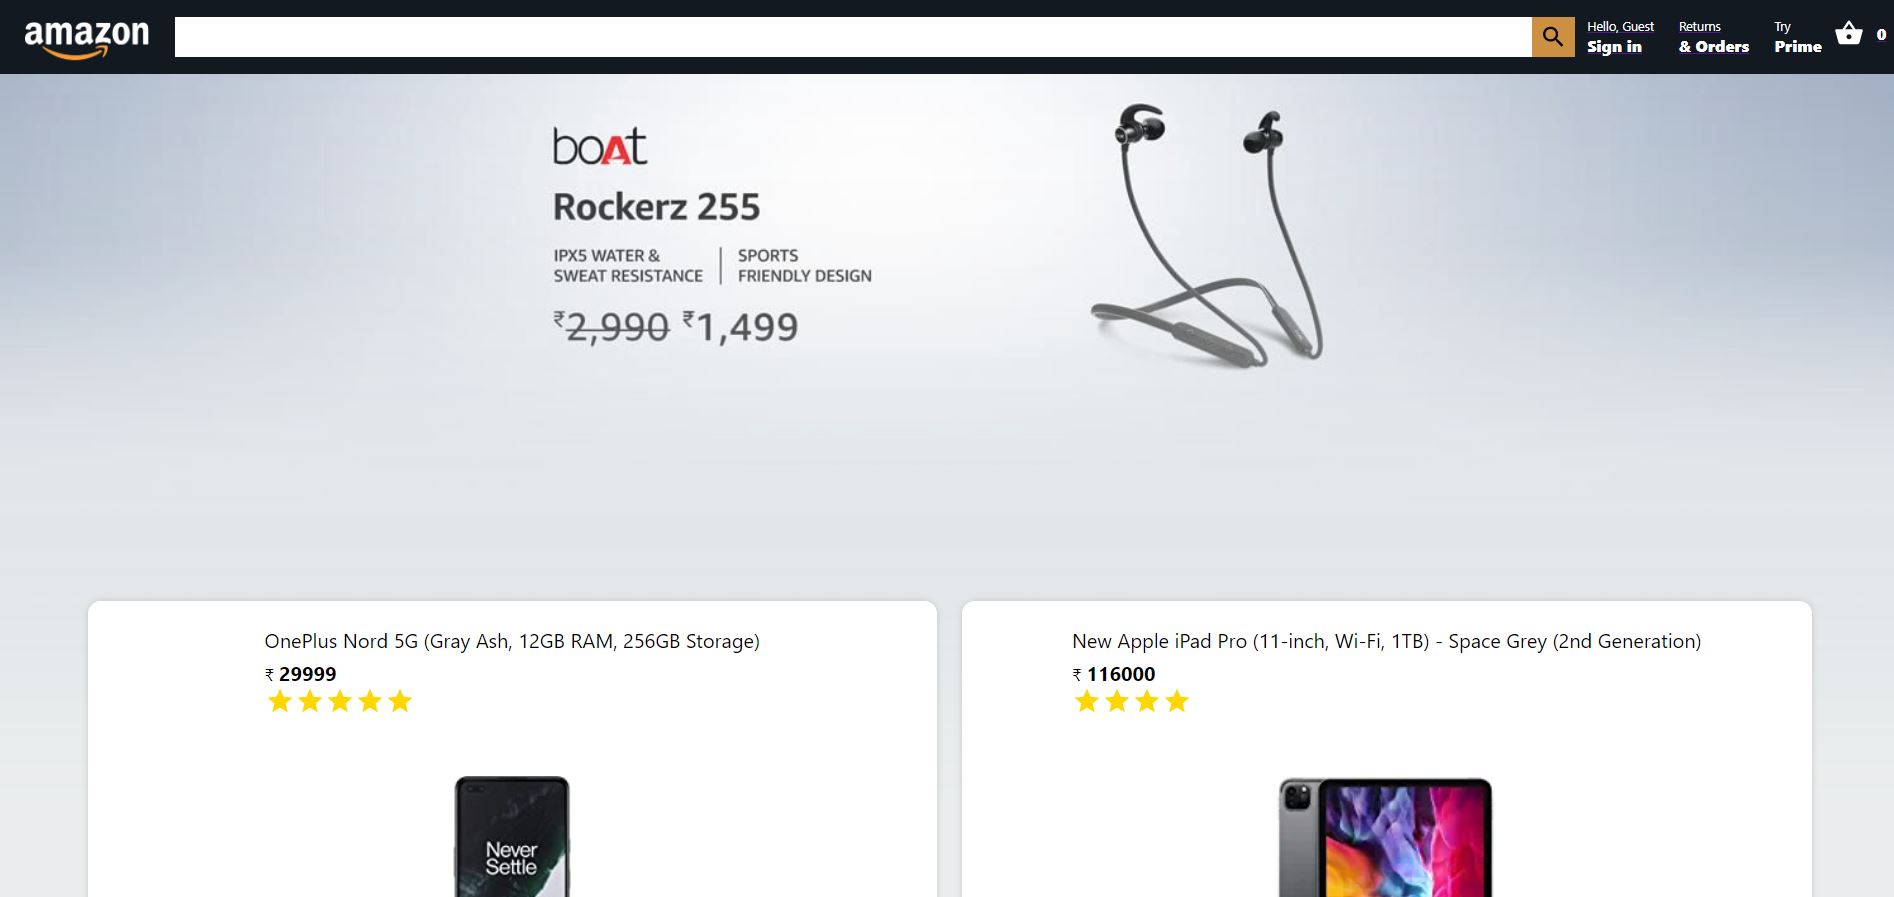 amazon
Hello, Guest
Sign in
Returns
& Orders
Try
Prime
0
boAt
Rockerz 255
IPX5 WATER &
SWEAT RESISTANCE
SPORTS
FRIENDLY DESIGN
₹2,990 ₹1,499
OnePlus Nord 5G (Gray Ash, 12GB RAM, 256GB Storage)
₹ 29999
Never
Settle
New Apple iPad Pro (11-inch, Wi-Fi, 1TB) - Space Grey (2nd Generation)
₹ 116000